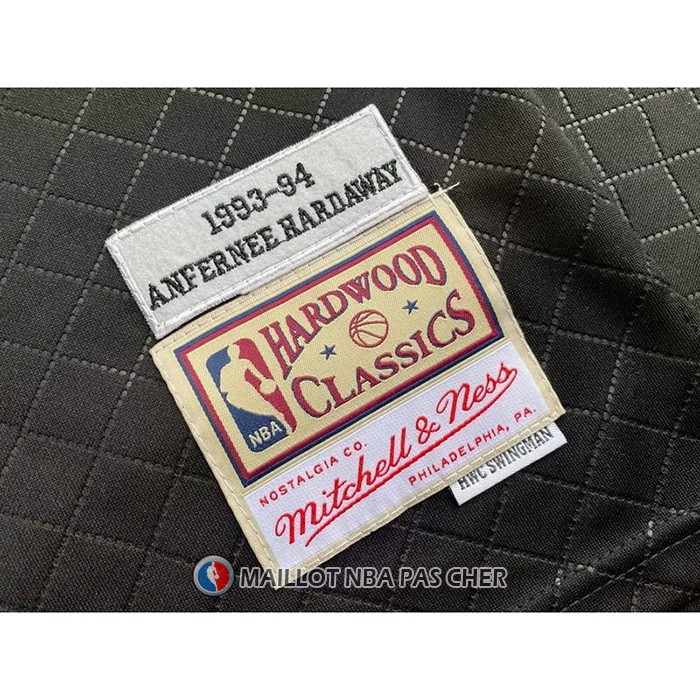 1993-94
ANFERNEE HARDAWAY
HARDWOOD
CLASSICS
NBA
NOSTALGIA CO.
Mitchell & Ness
PHILADELPHIA, PA.
HWC SWINGMAN
MAILLOT NBA PAS CHER